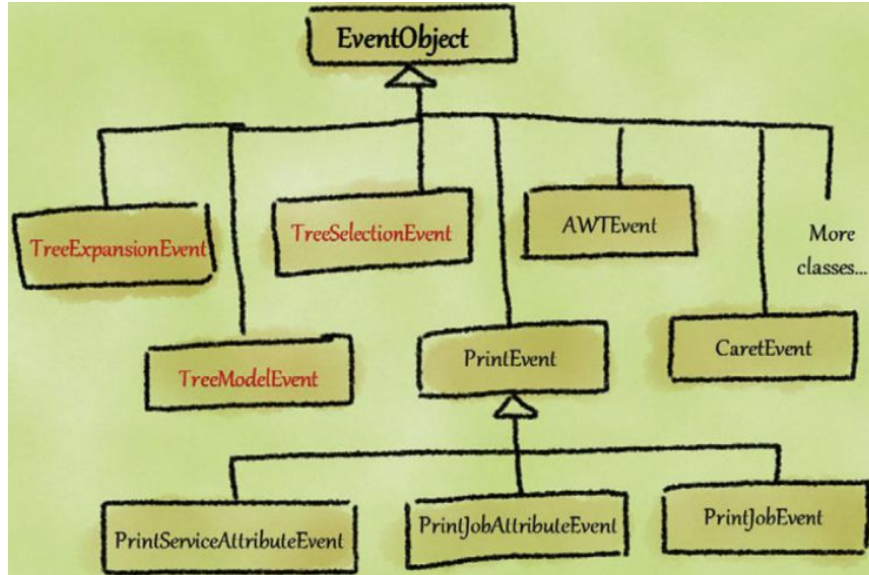 EventObject
TreeExpansionEvent
TreeSelectionEvent
AWTEvent
More
classes...
TreeModelEvent
PrintEvent
CaretEvent
PrintServiceAttributeEvent
PrintJobAttributeEvent
PrintJobEvent